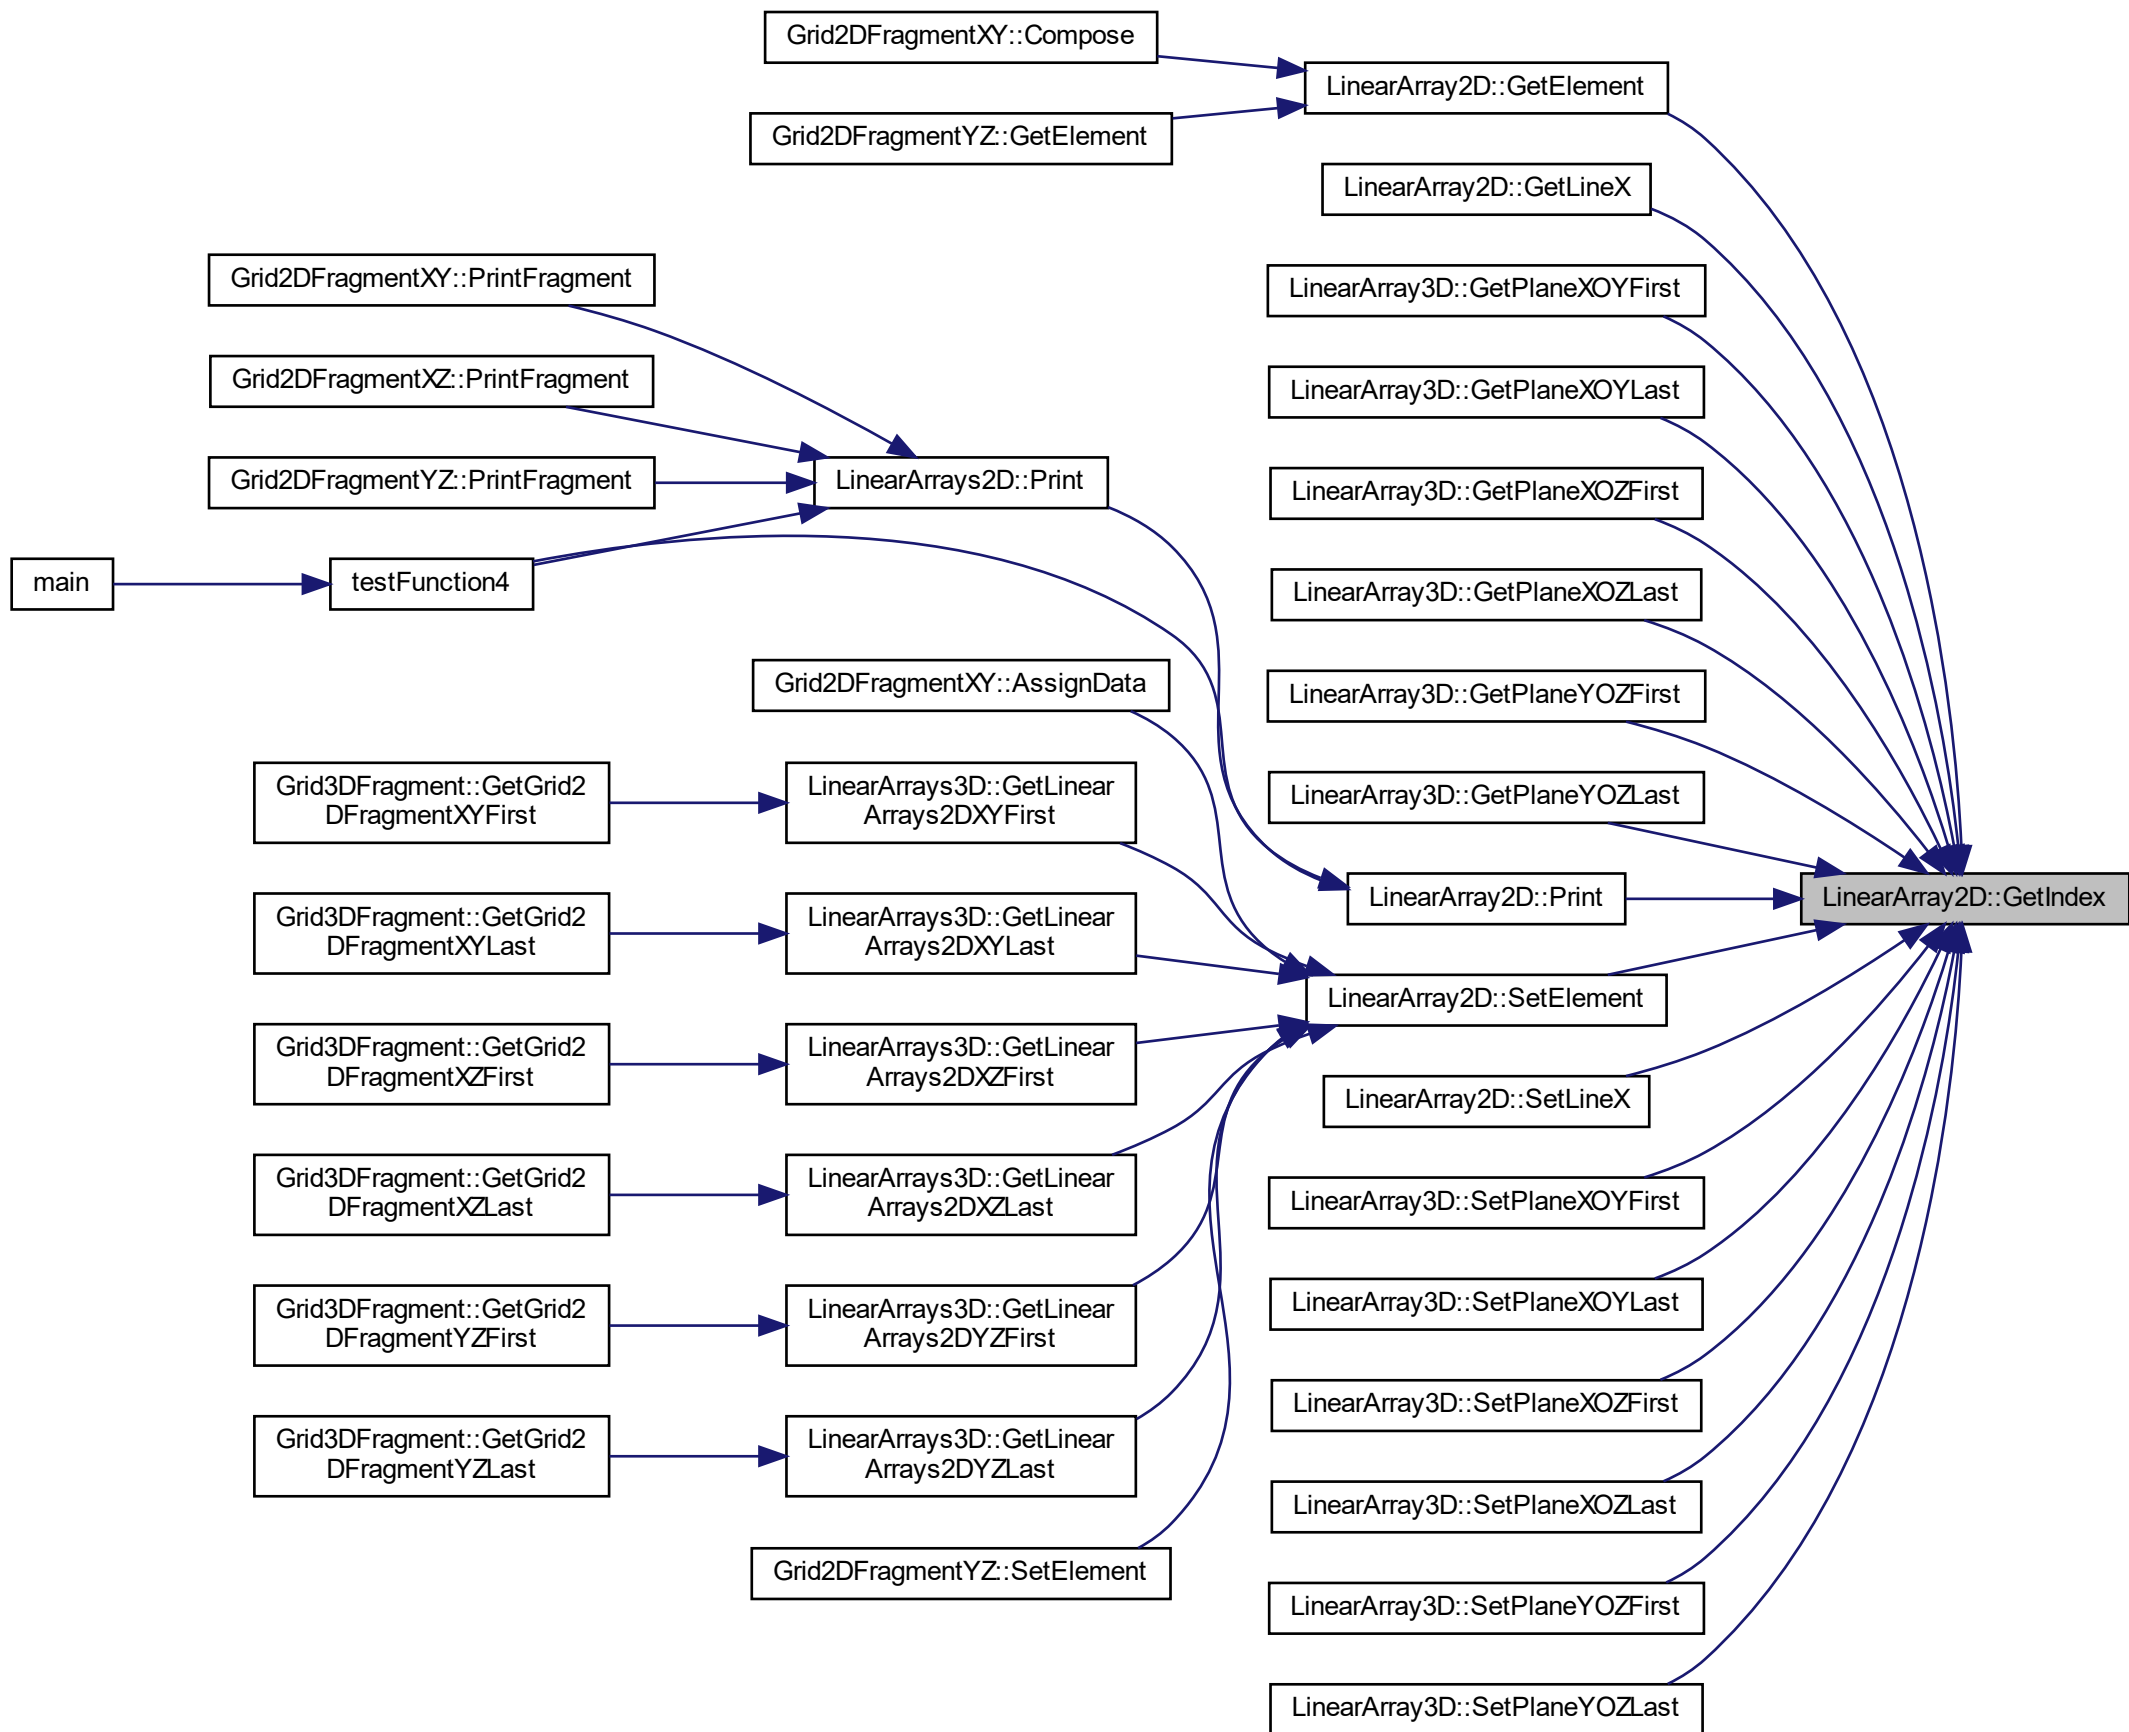 Grid2DFragmentXY::Compose
LinearArray2D::GetElement
Grid2DFragmentYZ::GetElement
LinearArray2D::GetLineX
Grid2DFragmentXY::PrintFragment
LinearArray3D::GetPlaneXOYFirst
Grid2DFragmentXZ::PrintFragment
LinearArray3D::GetPlaneXOYLast
Grid2DFragmentYZ::PrintFragment
LinearArrays2D::Print
LinearArray3D::GetPlaneXOZFirst
main
testFunction4
LinearArray3D::GetPlaneXOZLast
Grid2DFragmentXY::AssignData
LinearArray3D::GetPlaneYOZFirst
Grid3DFragment::GetGrid2
DFragmentXYFirst
LinearArrays3D::GetLinear
Arrays2DXYFirst
LinearArray3D::GetPlaneYOZLast
LinearArray2D::Print
LinearArray2D::GetIndex
Grid3DFragment::GetGrid2
DFragmentXYLast
LinearArrays3D::GetLinear
Arrays2DXYLast
LinearArray2D::SetElement
Grid3DFragment::GetGrid2
DFragmentXZFirst
LinearArrays3D::GetLinear
Arrays2DXZFirst
LinearArray2D::SetLineX
Grid3DFragment::GetGrid2
DFragmentXZLast
LinearArrays3D::GetLinear
Arrays2DXZLast
LinearArray3D::SetPlaneXOYFirst
Grid3DFragment::GetGrid2
DFragmentYZFirst
LinearArrays3D::GetLinear
Arrays2DYZFirst
LinearArray3D::SetPlaneXOYLast
LinearArray3D::SetPlaneXOZFirst
Grid3DFragment::GetGrid2
DFragmentYZLast
LinearArrays3D::GetLinear
Arrays2DYZLast
LinearArray3D::SetPlaneXOZLast
Grid2DFragmentYZ::SetElement
LinearArray3D::SetPlaneYOZFirst
LinearArray3D::SetPlaneYOZLast